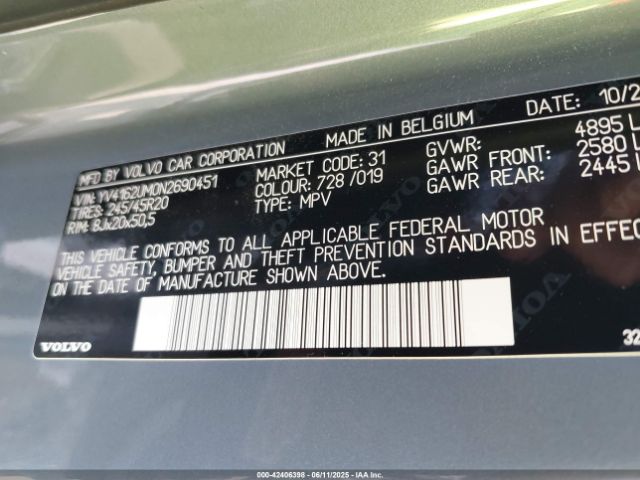 MFD BY VOLVO CAR CORPORATION MADE IN BELGIUM DATE: 10/2
VIN: YV4162UM0N2690451 MARKET CODE: 31 GVWR: 4895 L
TIRES: 245/45R20 COLOUR: 728 /019 GAWR FRONT: 2580 L
RIM: 8Jx20x50,5 TYPE: MPV GAWR REAR: 2445 L
THIS VEHICLE CONFORMS TO ALL APPLICABLE FEDERAL MOTOR
VEHICLE SAFETY, BUMPER AND THEFT PREVENTION STANDARDS IN EFFEC
ON THE DATE OF MANUFACTURE SHOWN ABOVE.
VOLVO 32
000-42406398 - 06/11/2025 - IAAI.CA